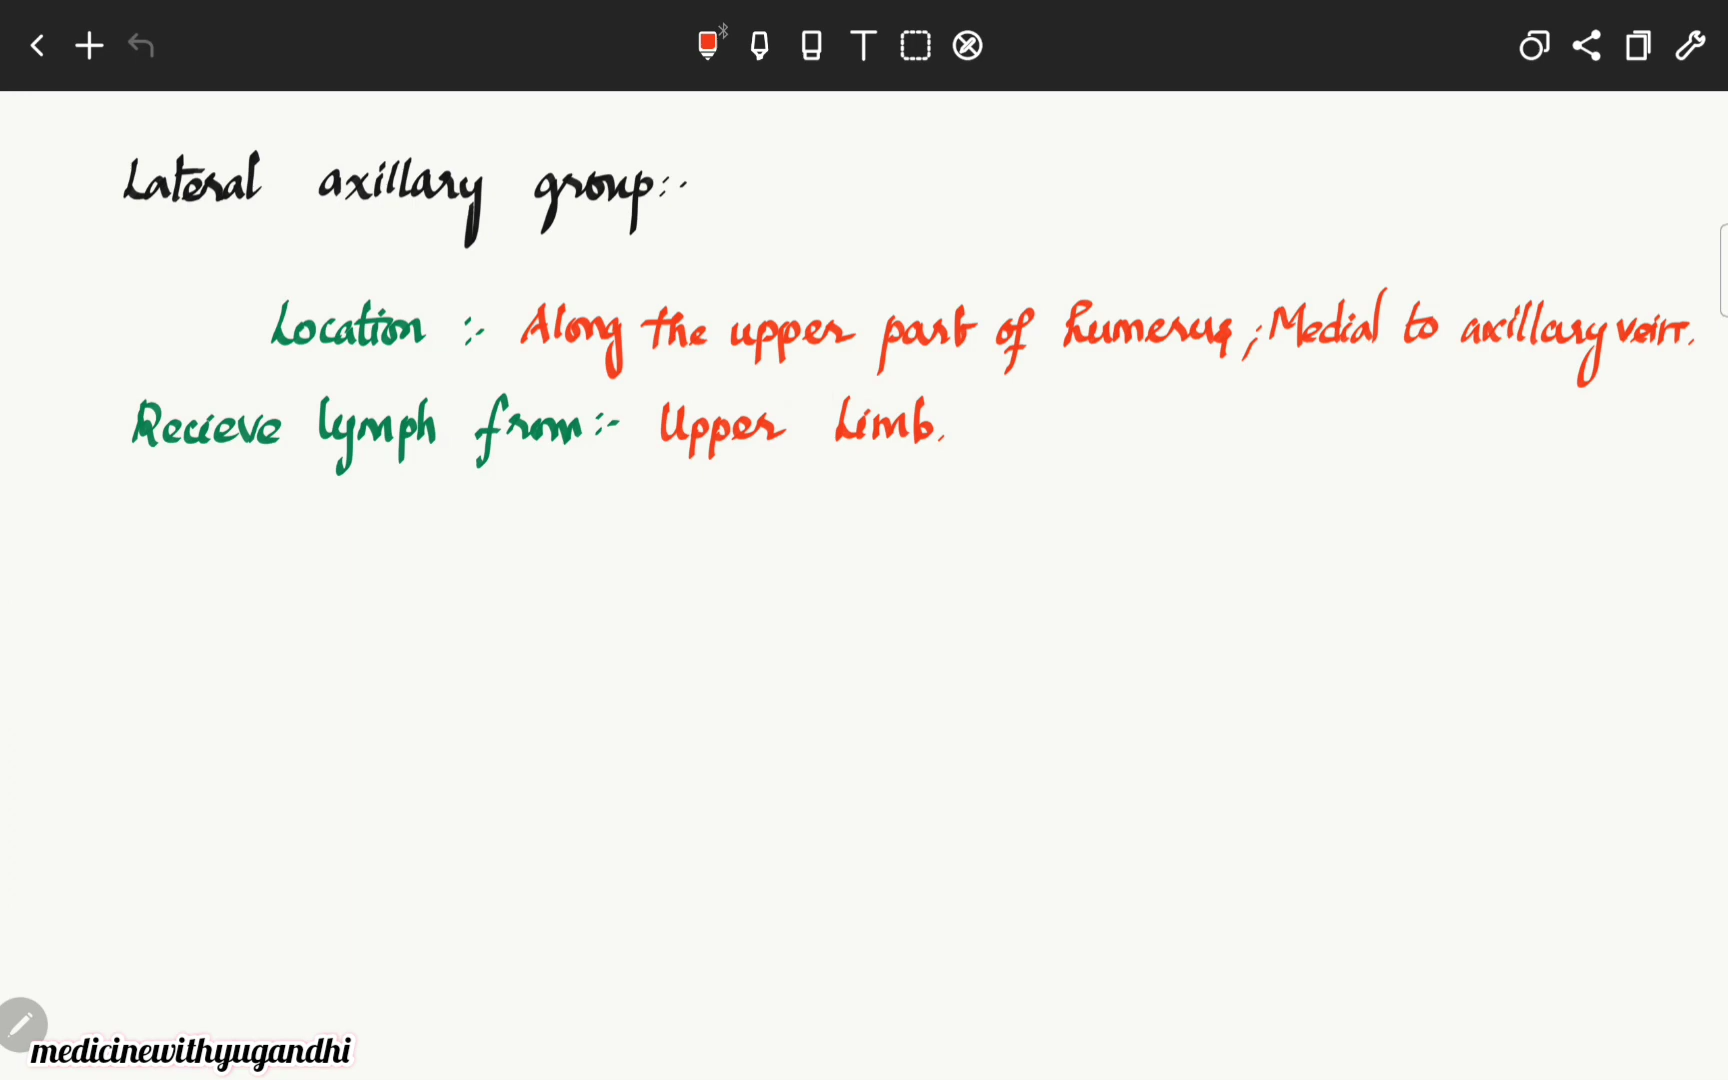 Lateral axillary group:-
Location :- Along the upper part of humerus; Medial to axillary vein.
Recieve lymph from:- Upper Limb.
medicinewithyugandhi